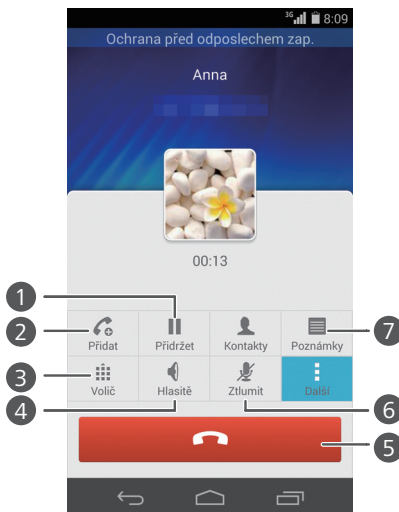 3G 8:09
Ochrana před odposlechem zap.
Anna
00:13
1
2 Přidat Přidržet Kontakty Poznámky 7
3 Volič Hlasitě Ztlumit Další
4 6
5